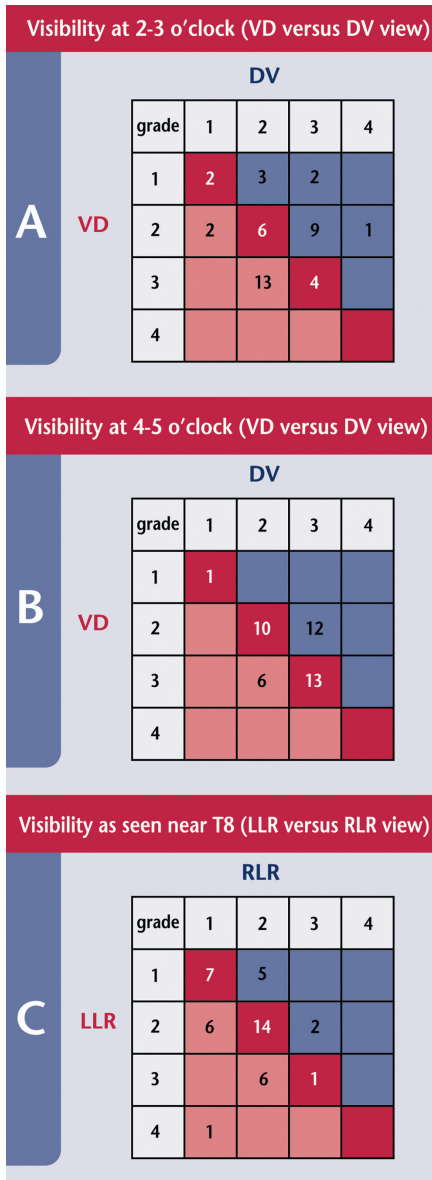 Visibility at 2-3 o'clock (VD versus DV view)
DV
grade 1 2 3 4
1 2 3 2
A VD 2 2 6 9 1
3 13 4
4
Visibility at 4-5 o'clock (VD versus DV view)
DV
grade 1 2 3 4
1 1
B VD 2 10 12
3 6 13
4
Visibility as seen near T8 (LLR versus RLR view)
RLR
grade 1 2 3 4
1 7 5
C LLR 2 6 14 2
3 6 1
4 1